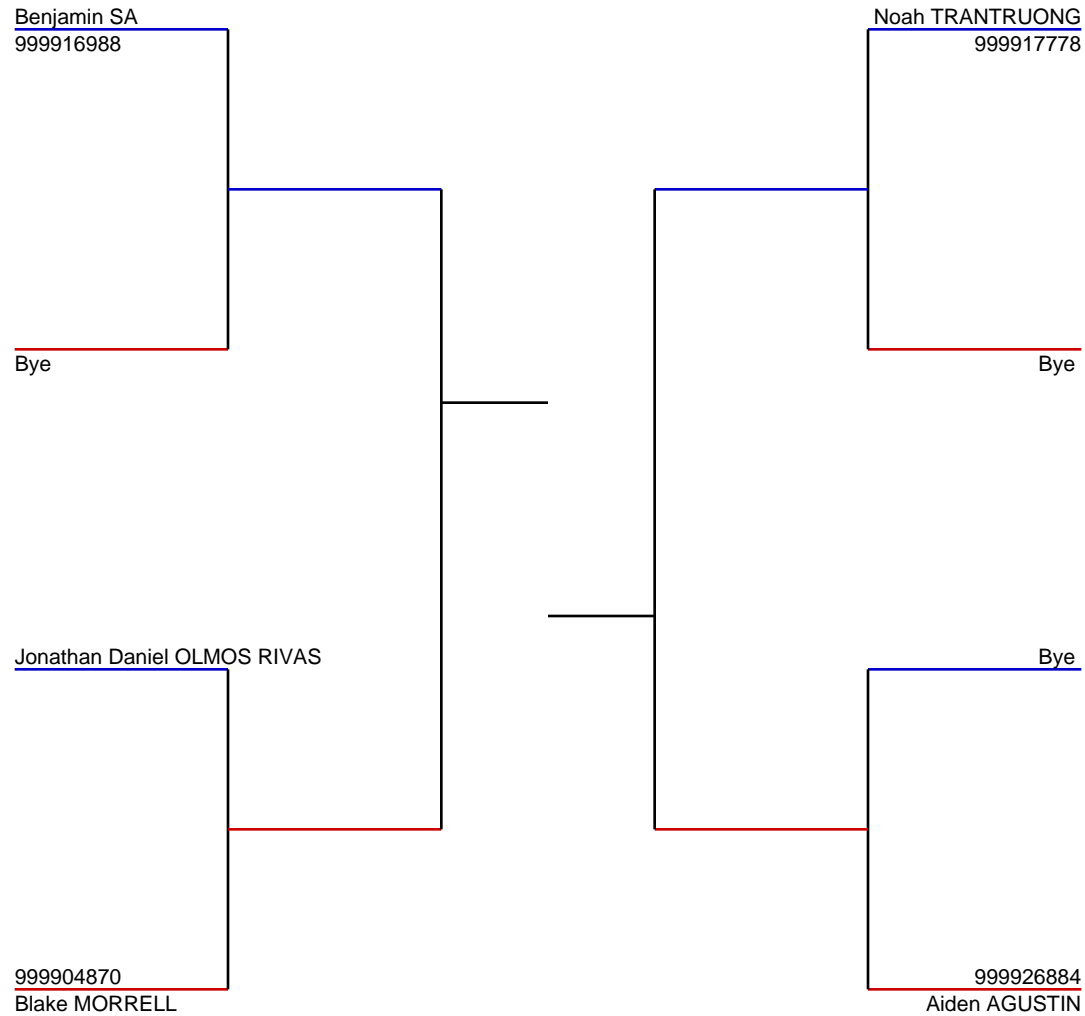 Benjamin SA
999916988
Bye
Jonathan Daniel OLMOS RIVAS
999904870
Blake MORRELL
Noah TRANTRUONG
999917778
Bye
Bye
999926884
Aiden AGUSTIN